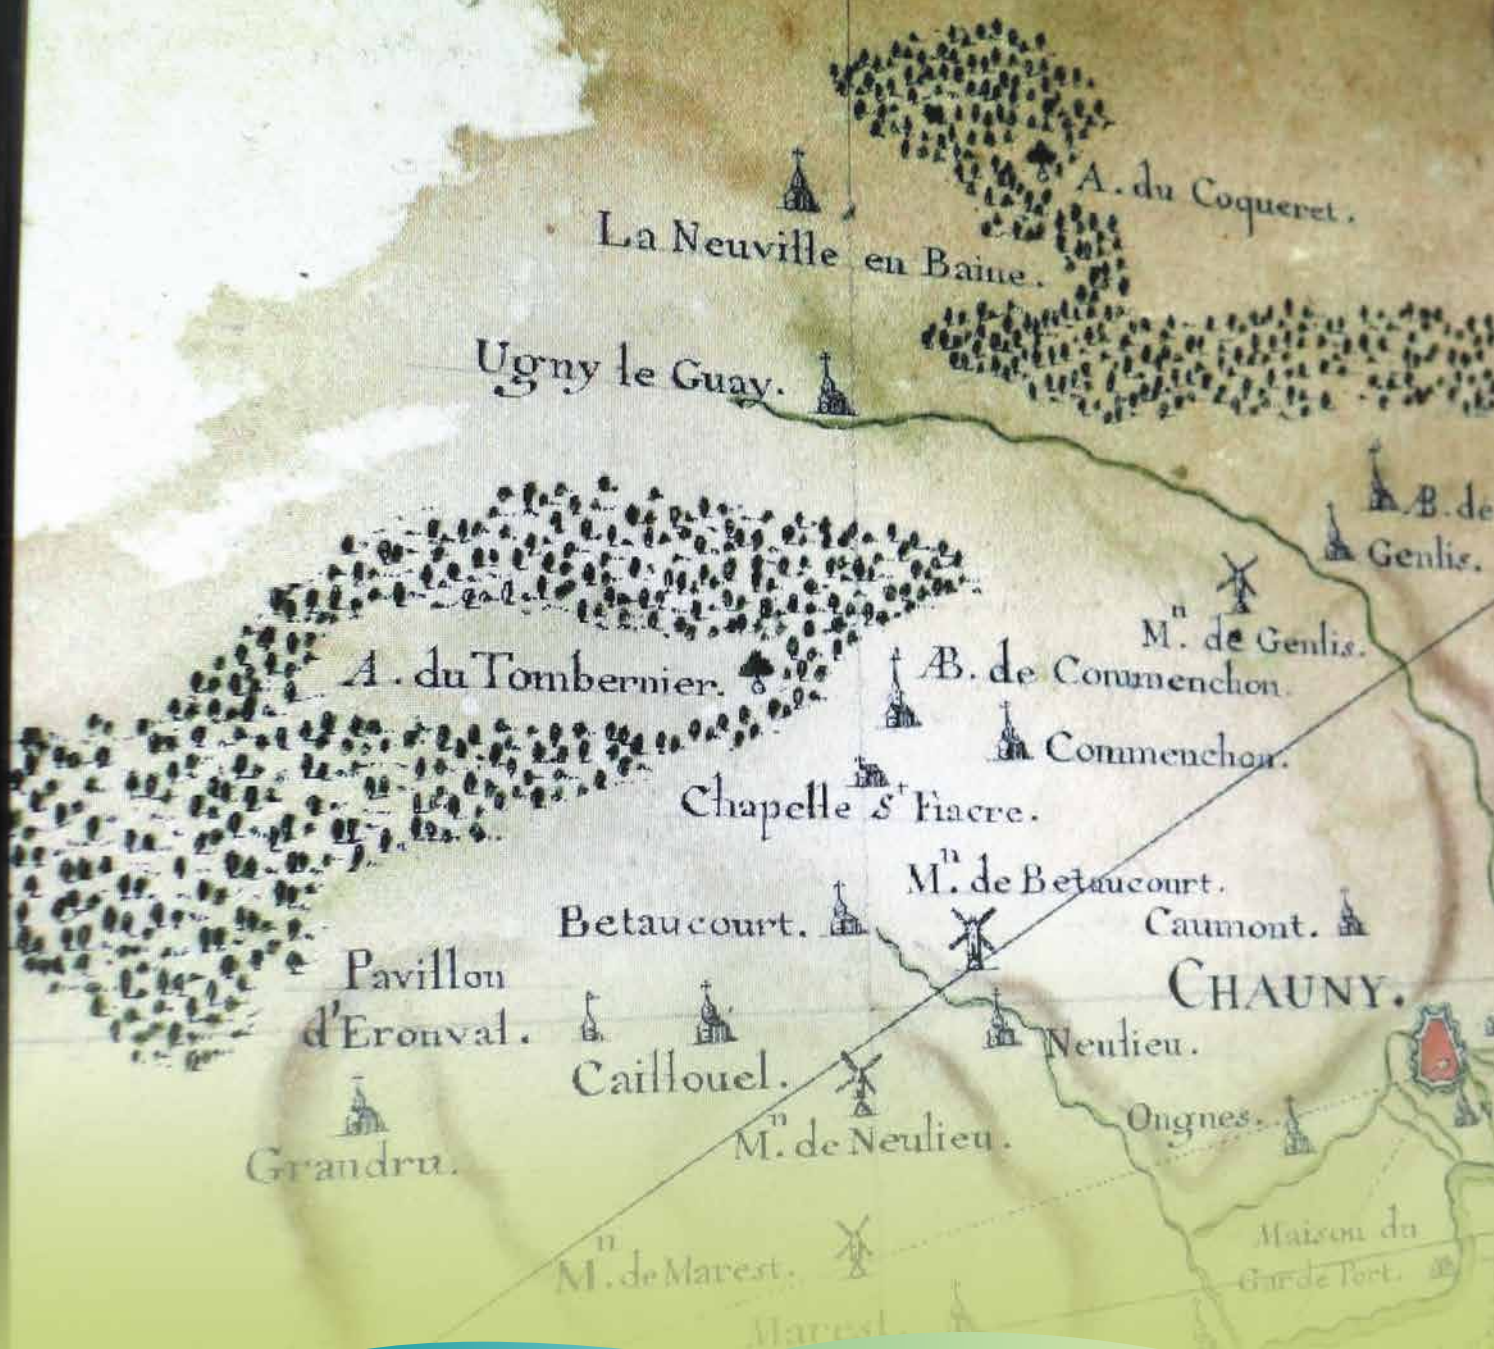 A. du Coqueret.
La Neuville en Baine.
Ugny le Guay.
Æ. de
Genlis.
Mn. de Genlis.
A. du Tombernier.
Æ. de Commenchon.
Commenchon.
Chapelle St Fiacre.
Mn. de Betaucourt.
Betaucourt.
Caumont.
CHAUNY.
Pavillon
d'Eronval.
Neulieu.
Caillouel.
Ongnes.
Mn. de Neulieu.
Grandru.
Maison du
Garde Port.
Mn. de Marest.
Marest.